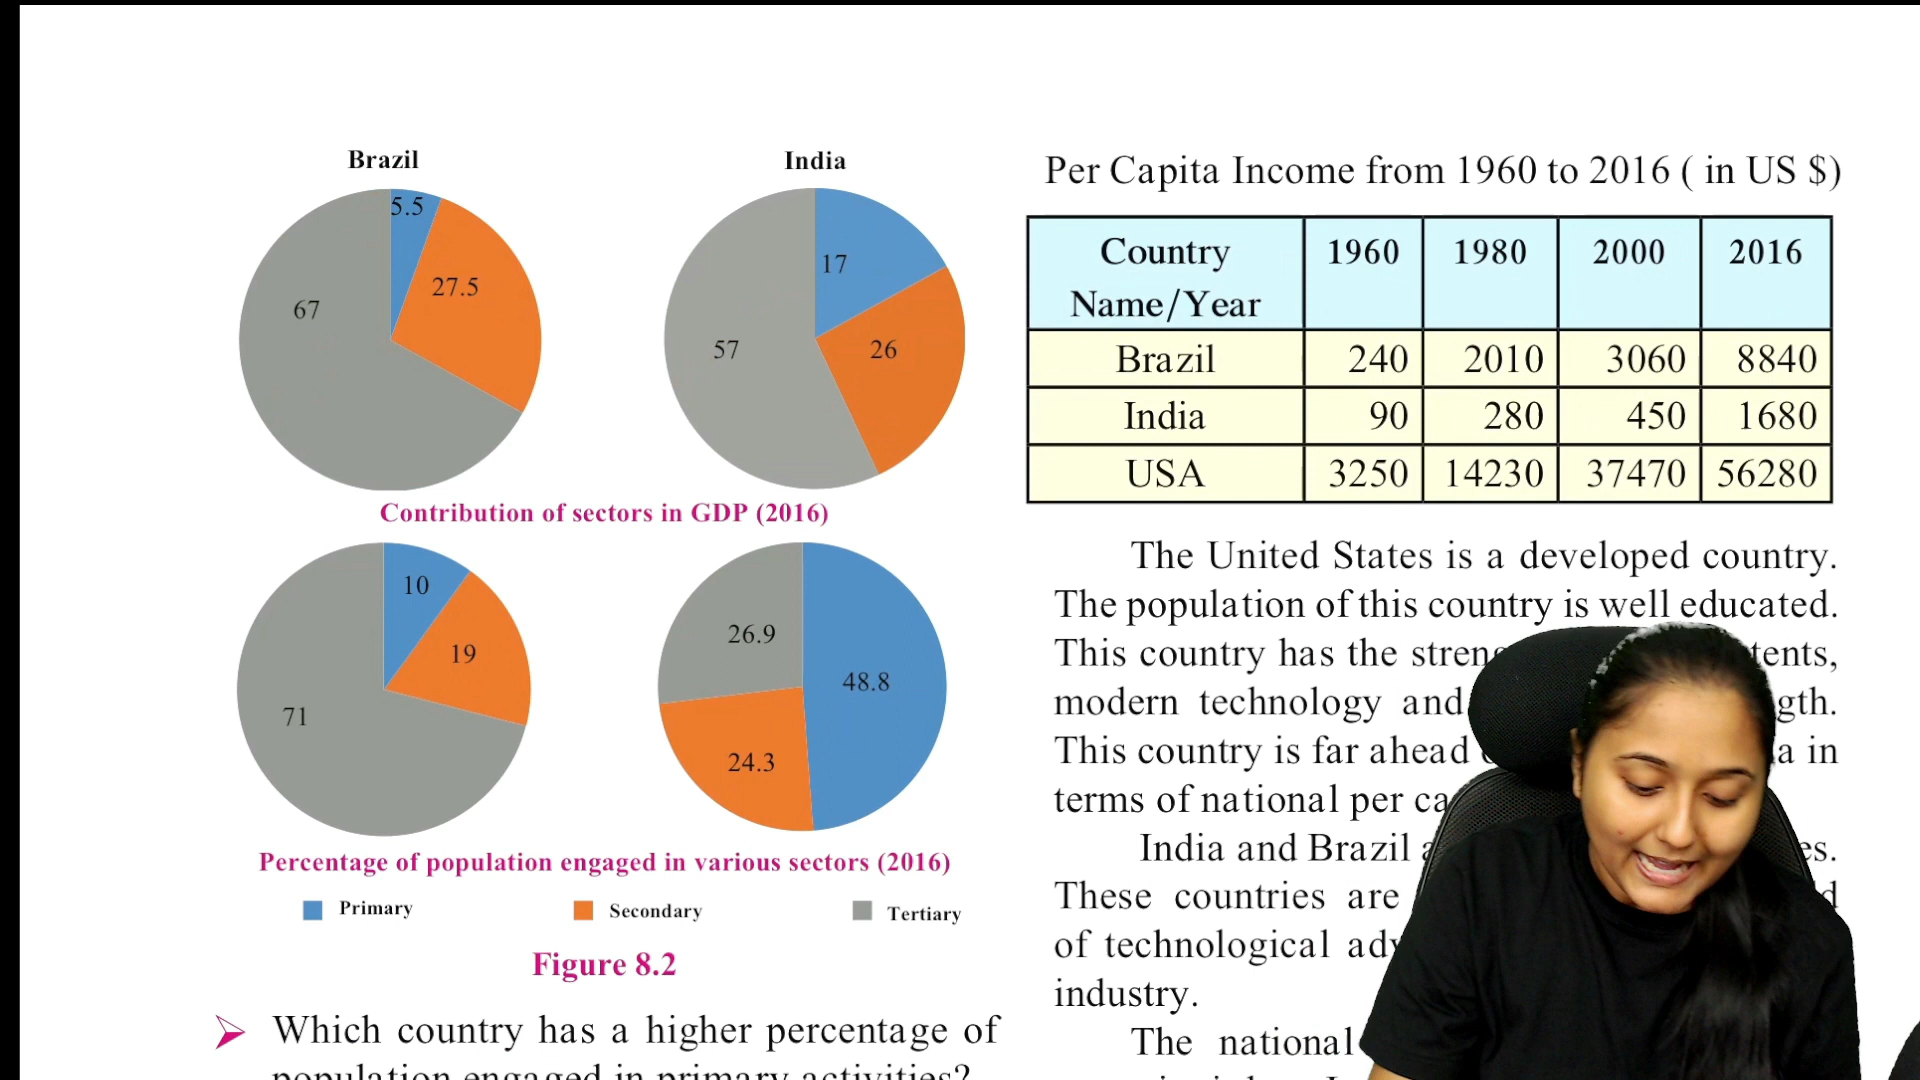 Brazil
India
5.5
27.5
67
17
26
57
Contribution of sectors in GDP (2016)
10
19
71
26.9
48.8
24.3
Percentage of population engaged in various sectors (2016)
Primary
Secondary
Tertiary
Figure 8.2
Which country has a higher percentage of
population engaged in primary activities?
Per Capita Income from 1960 to 2016 ( in US $)
Country Name/Year 1960 1980 2000 2016
Brazil 240 2010 3060 8840
India 90 280 450 1680
USA 3250 14230 37470 56280
The United States is a developed country.
The population of this country is well educated.
This country has the
modern technology and
This country is far ahead in
terms of national per
India and Brazil
These countries are
of technological
industry.
The national